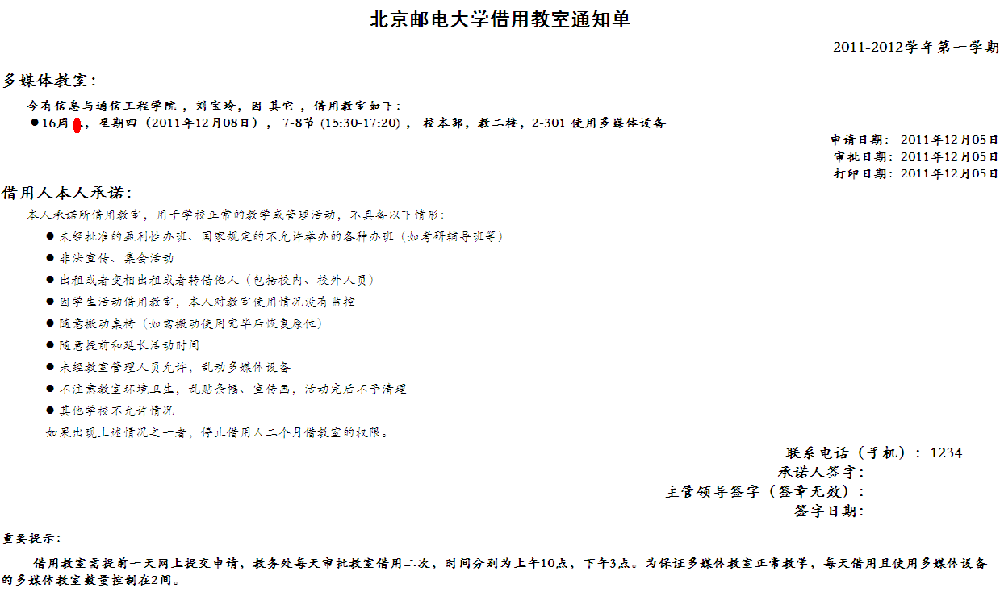 北京邮电大学借用教室通知单
2011-2012学年第一学期
多媒体教室：
今有信息与通信工程学院 ，刘宝玲，因 其它 ，借用教室如下：
●16周 ，星期四（2011年12月08日）， 7-8节 (15:30-17:20) ， 校本部，教二楼，2-301 使用多媒体设备
申请日期： 2011年12月05日
审批日期：2011年12月05日
打印日期：2011年12月05日
借用人本人承诺：
本人承诺所借用教室，用于学校正常的教学或管理活动，不具备以下情形：
● 未经批准的盈利性办班、国家规定的不允许举办的各种办班（如考研辅导班等）
● 非法宣传、集会活动
● 出租或者变相出租或者转借他人（包括校内、校外人员）
● 因学生活动借用教室，本人对教室使用情况没有监控
● 随意搬动桌椅（如需搬动使用完毕后恢复原位）
● 随意提前和延长活动时间
● 未经教室管理人员允许，乱动多媒体设备
● 不注意教室环境卫生，乱贴条幅、宣传画，活动完后不予清理
● 其他学校不允许情况
如果出现上述情况之一者，停止借用人二个月借教室的权限。
联系电话（手机）：1234
承诺人签字：
主管领导签字（签章无效）：
签字日期：
重要提示：
借用教室需提前一天网上提交申请，教务处每天审批教室借用二次，时间分别为上午10点，下午3点。为保证多媒体教室正常教学，每天借用且使用多媒体设备
的多媒体教室数量控制在2间。